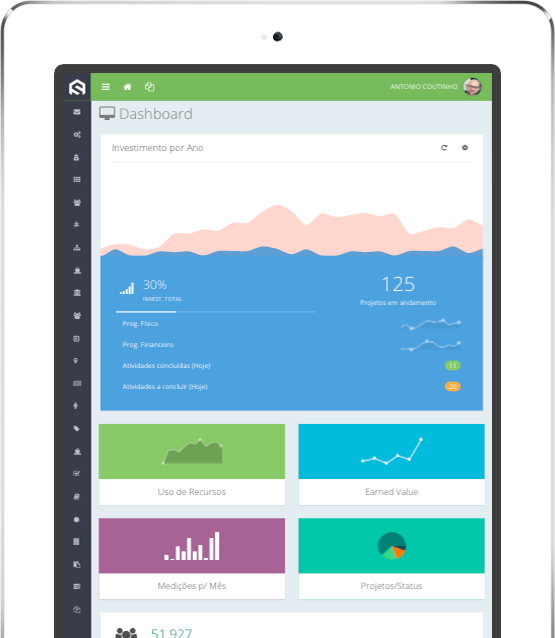 ANTONIO COUTINHO
Dashboard
Investimento por Ano
30%
INVEST. TOTAL
125
Projetos em andamento
Prog. Físico
Prog. Financeiro
Atividades concluídas (Hoje)
11
Atividades a concluir (Hoje)
20
Uso de Recursos
Earned Value
Medições p/ Mês
Projetos/Status
51,927